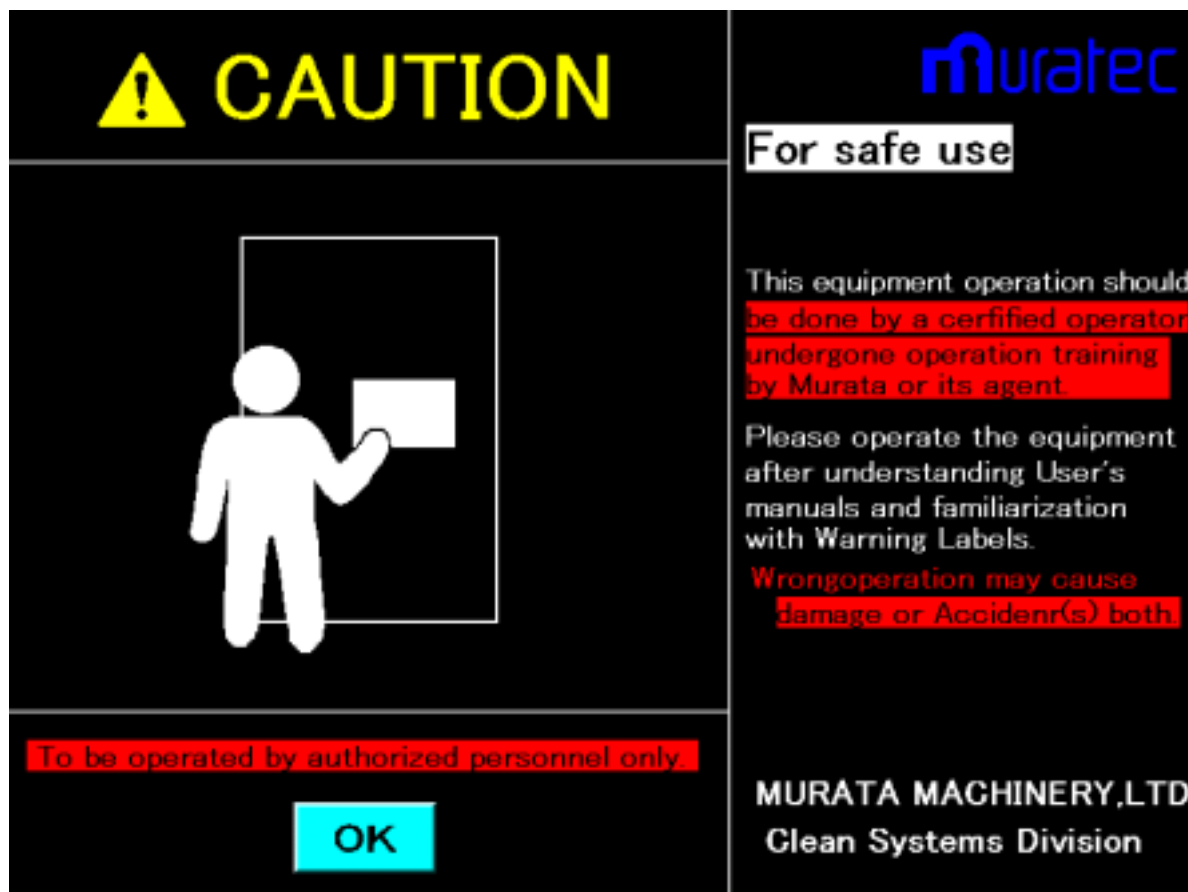 CAUTION
To be operated by authorized personnel only.
OK
muratec
For safe use
This equipment operation should
be done by a cerfified operator
undergone operation training
by Murata or its agent.
Please operate the equipment
after understanding User's
manuals and familiarization
with Warning Labels.
Wrongoperation may cause
damage or Accidenr(s) both.
MURATA MACHINERY,LTD
Clean Systems Division